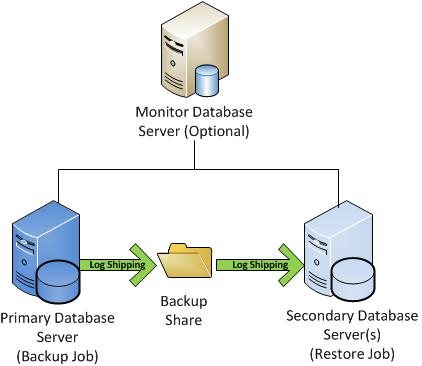 Monitor Database
Server (Optional)
Log Shipping
Log Shipping
Primary Database
Server
(Backup Job)
Backup
Share
Secondary Database
Server(s)
(Restore Job)